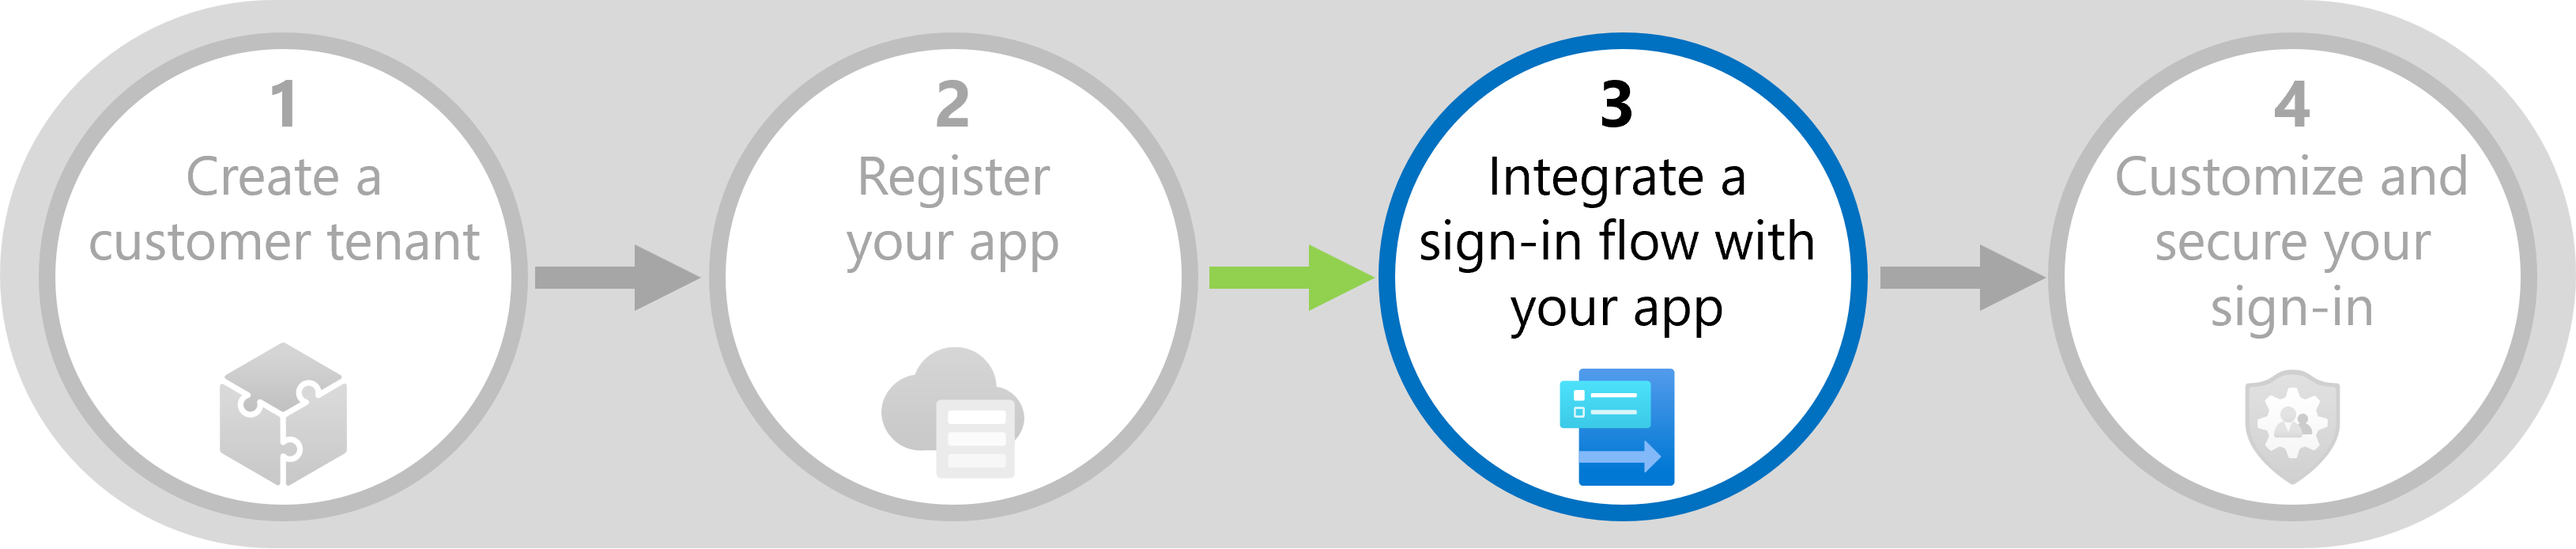 1
Create a
customer tenant
2
Register
your app
3
Integrate a
sign-in flow with
your app
4
Customize and
secure your
sign-in